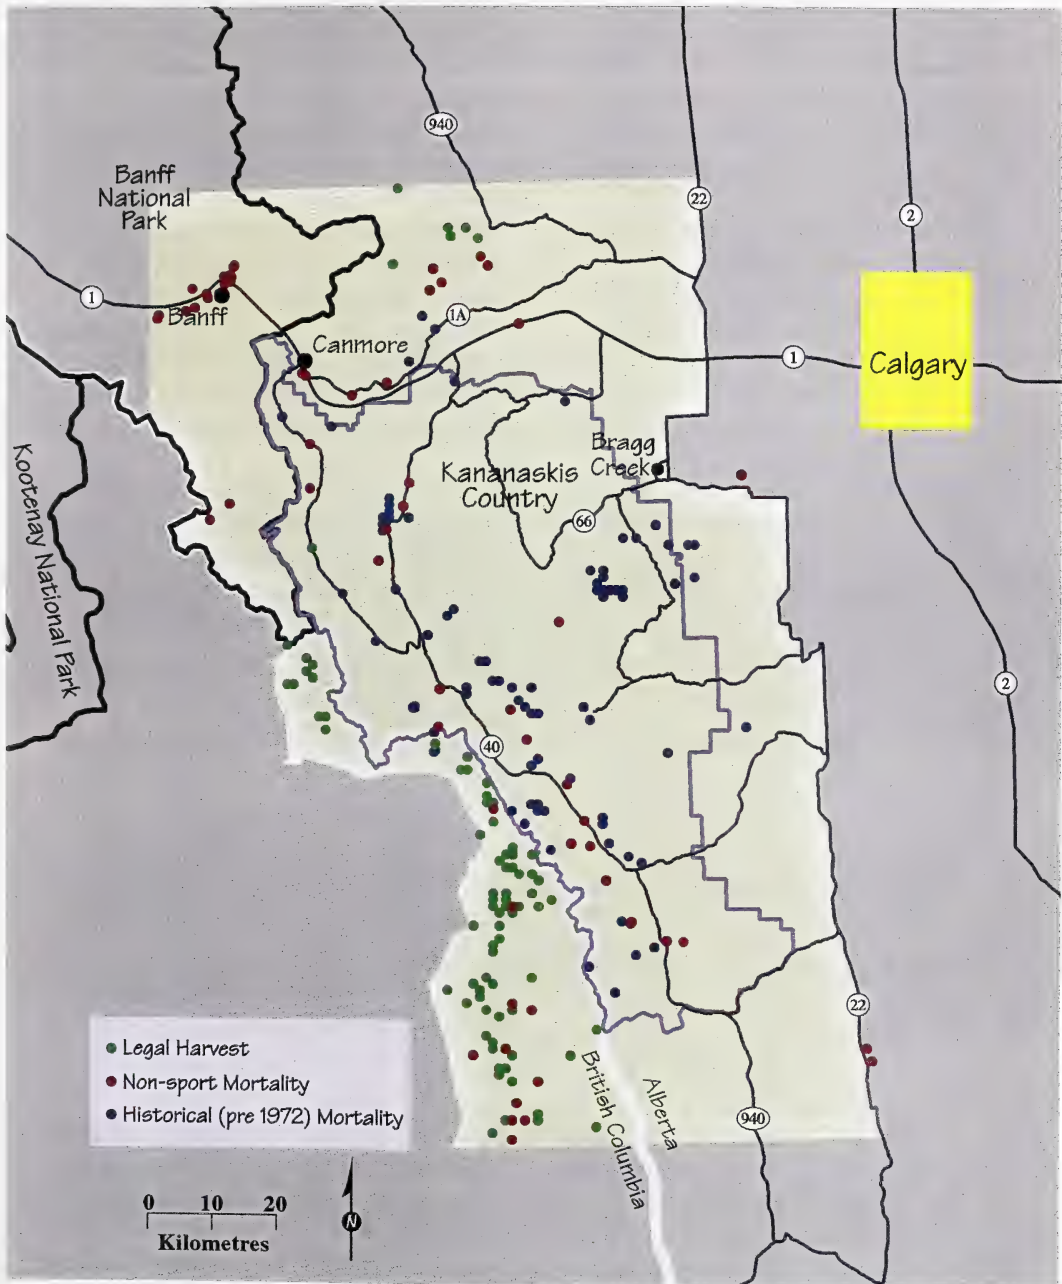 940
Banff
National
Park
22
2
1
Banff
1A
Canmore
1
Calgary
Bragg
Creek
Kananaskis
Country
66
Kootenay National Park
2
40
22
Legal Harvest
Non-sport Mortality
Historical (pre 1972) Mortality
British Columbia
Alberta
940
0 10 20
Kilometres
N